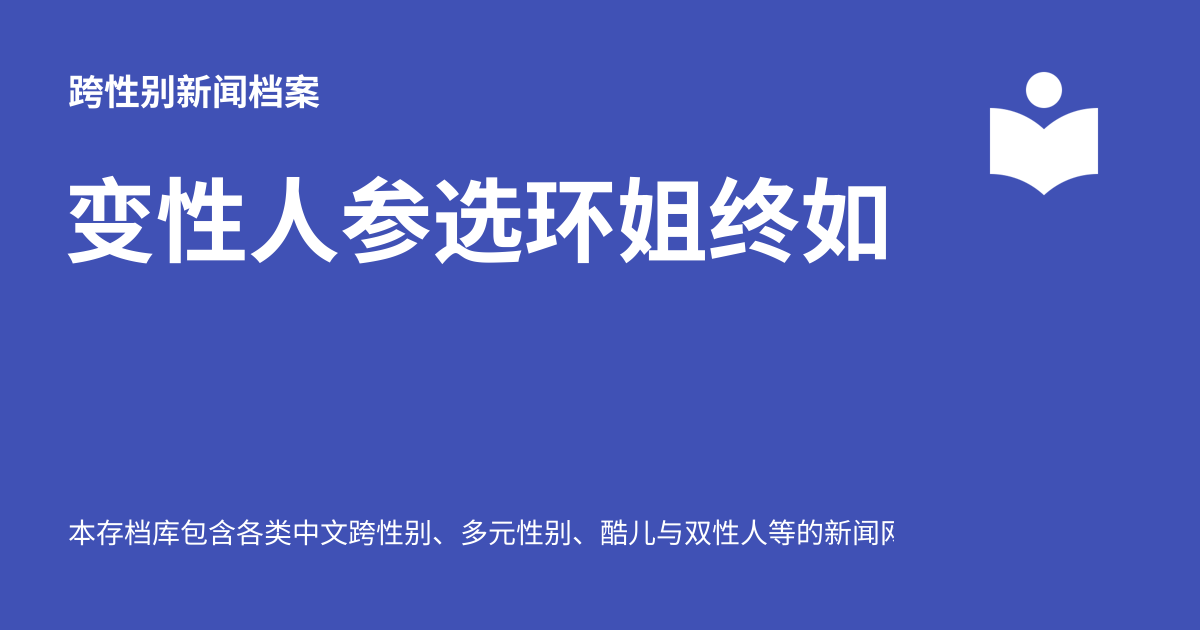 跨性别新闻档案
变性人参选环姐终如
本存档库包含各类中文跨性别、多元性别、酷儿与双性人等的新闻